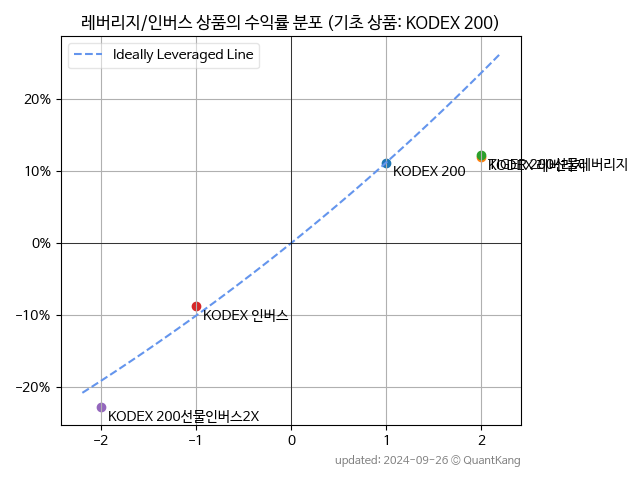 레버리지/인버스 상품의 수익률 분포 (기초 상품: KODEX 200)
Ideally Leveraged Line
20%
10%
0%
−10%
−20%
KODEX 200
KODEX 인버스
KODEX 200선물인버스2X
−2
−1
0
1
2
updated: 2024-09-26 © QuantKang